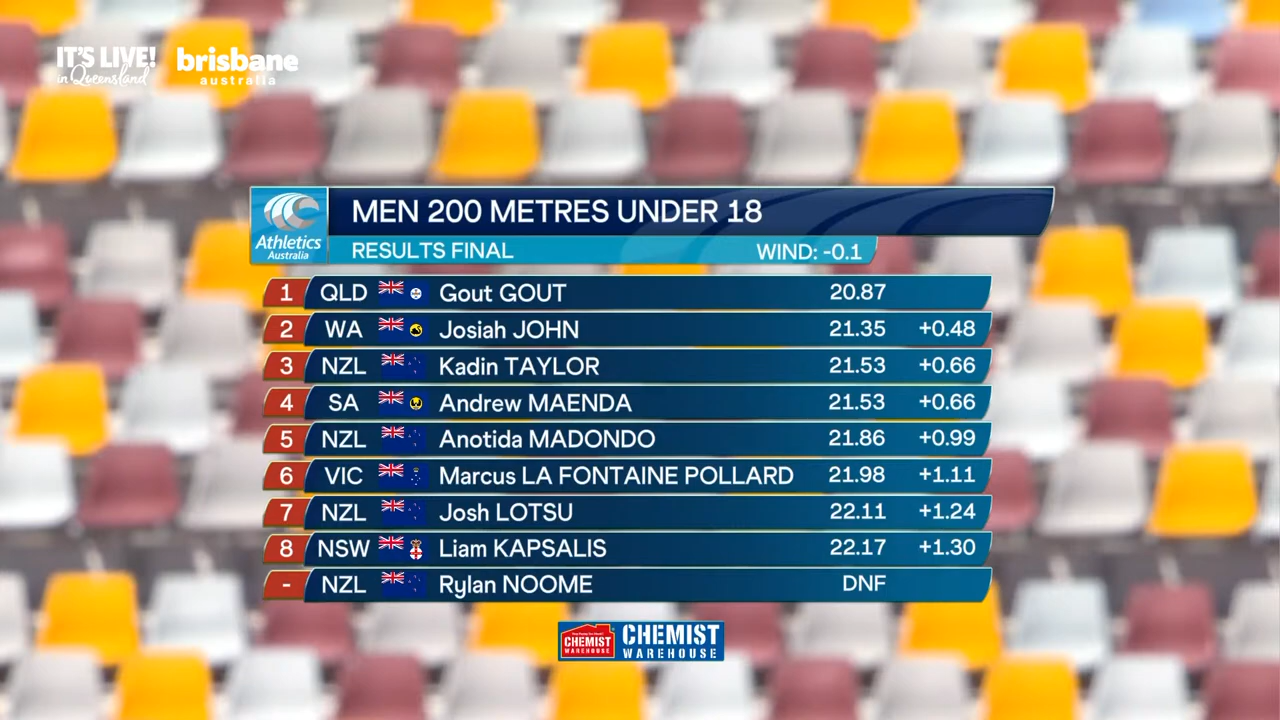 IT'S LIVE!
in Queensland
brisbane
australia
MEN 200 METRES UNDER 18
Athletics
Australia
RESULTS FINAL WIND: -0.1
1 QLD Gout GOUT 20.87
2 WA Josiah JOHN 21.35 +0.48
3 NZL Kadin TAYLOR 21.53 +0.66
4 SA Andrew MAENDA 21.53 +0.66
5 NZL Anotida MADONDO 21.86 +0.99
6 VIC Marcus LA FONTAINE POLLARD 21.98 +1.11
7 NZL Josh LOTSU 22.11 +1.24
8 NSW Liam KAPSALIS 22.17 +1.30
- NZL Rylan NOOME DNF
CHEMIST
WAREHOUSE
CHEMIST
WAREHOUSE